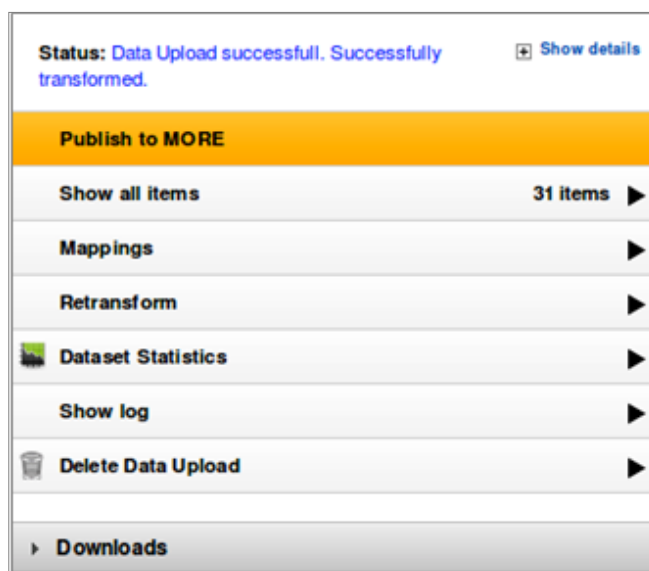 Status: Data Upload successfull. Successfully
transformed.
Show details
Publish to MORE
Show all items 31 items
Mappings
Retransform
Dataset Statistics
Show log
Delete Data Upload
Downloads